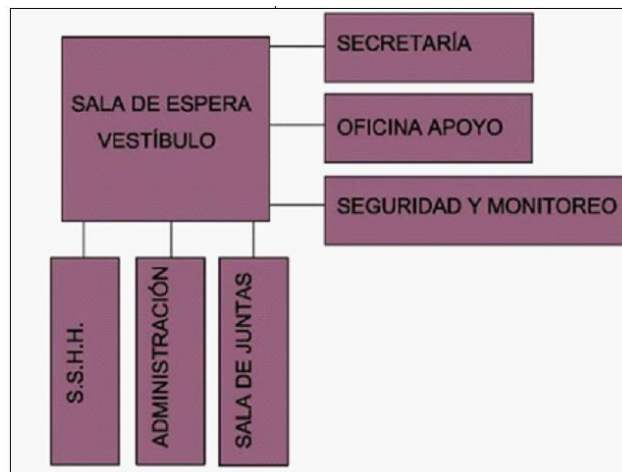 SALA DE ESPERA
VESTÍBULO
SECRETARÍA
OFICINA APOYO
SEGURIDAD Y MONITOREO
S.S.H.H.
ADMINISTRACIÓN
SALA DE JUNTAS